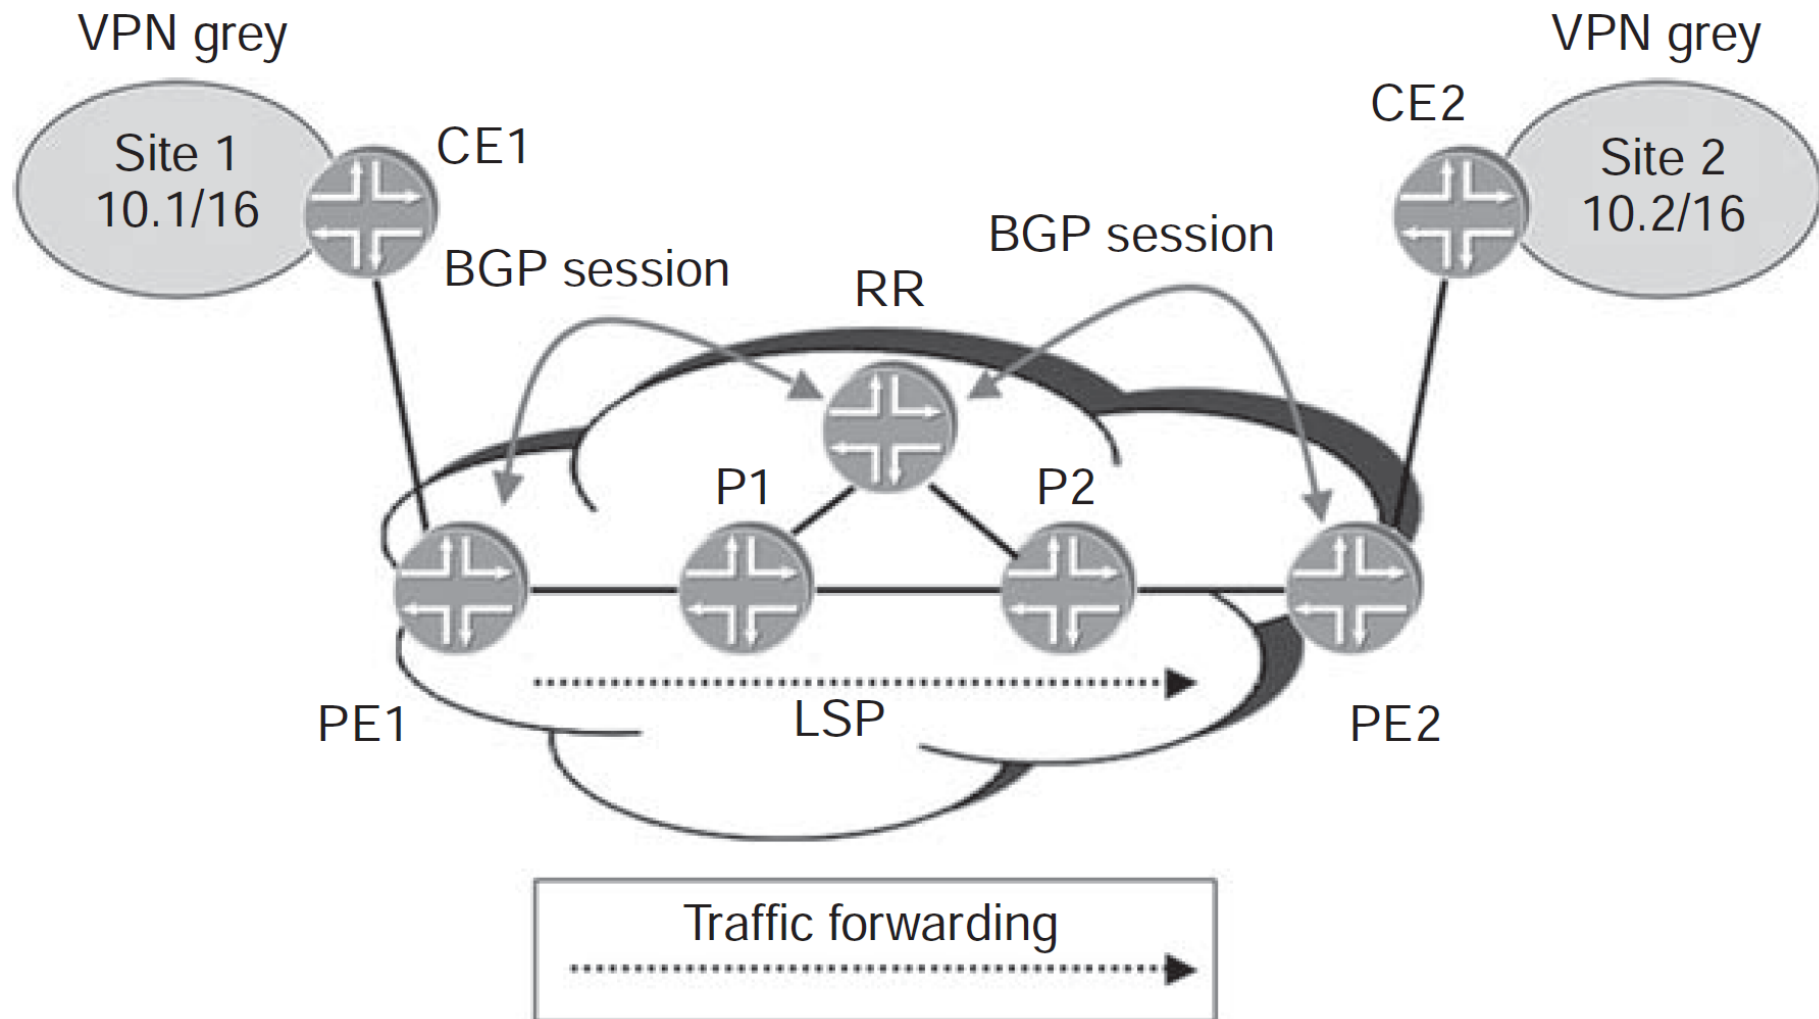 VPN grey
VPN grey
Site 1
10.1/16
CE1
CE2
Site 2
10.2/16
BGP session
BGP session
RR
P1
P2
PE1
LSP
PE2
Traffic forwarding